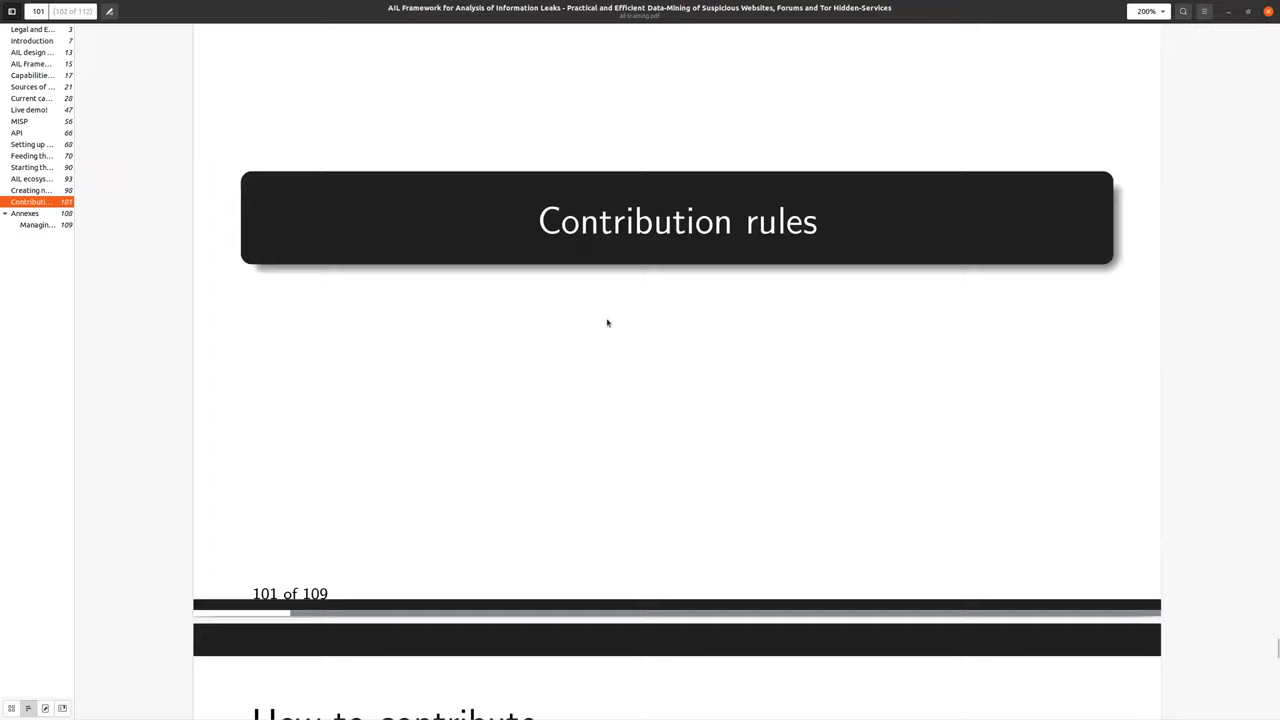 AIL Framework for Analysis of Information Leaks - Practical and Efficient Data-Mining of Suspicious Websites, Forums and Tor Hidden-Services
ail-training.pdf
101 (102 of 112)
200%
Legal and E... 3
Introduction 7
AIL design ... 13
AIL Frame... 15
Capabilitie... 17
Sources of ... 21
Current ca... 28
Live demo! 47
MISP 56
API 66
Setting up ... 68
Feeding th... 70
Starting th... 90
AIL ecosys... 93
Creating n... 98
Contributi... 101
Annexes 108
Managin... 109
Contribution rules
101 of 109
How to contribute